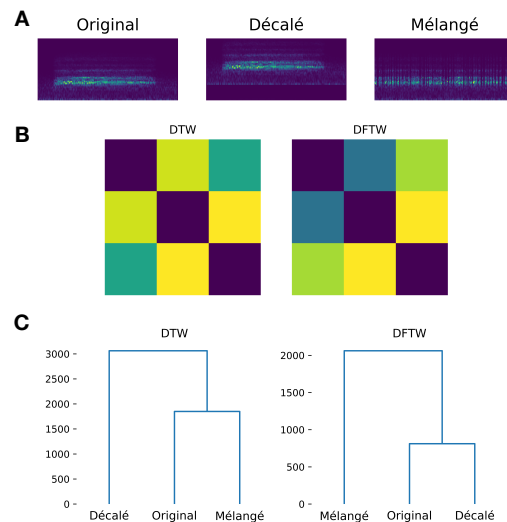 A
Original
Décalé
Mélangé
B
DTW
DFTW
C
DTW
DFTW
3000
2500
2000
1500
1000
500
0
Décalé
Original
Mélangé
2000
1500
1000
500
0
Mélangé
Original
Décalé